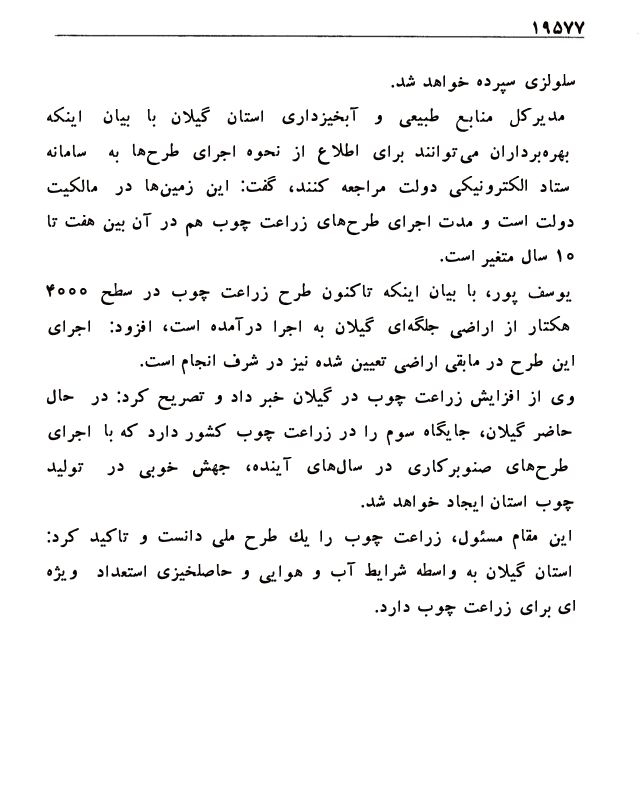 ۱۹۵۷۷
سلولزی سپرده خواهد شد.
مدیرکل منابع طبیعی و آبخیزداری استان گیلان با بیان اینکه
بهره‌برداران می‌توانند برای اطلاع از نحوه اجرای طرح‌ها به سامانه
ستاد الکترونیکی دولت مراجعه کنند، گفت: این زمین‌ها در مالکیت
دولت است و مدت اجرای طرح‌های زراعت چوب هم در آن بین هفت تا
۱۰ سال متغیر است.
یوسف پور، با بیان اینکه تاکنون طرح زراعت چوب در سطح ۴۰۰۰
هکتار از اراضی جلگه‌ای گیلان به اجرا درآمده است، افزود: اجرای
این طرح در مابقی اراضی تعیین شده نیز در شرف انجام است.
وی از افزایش زراعت چوب در گیلان خبر داد و تصریح کرد: در حال
حاضر گیلان، جایگاه سوم را در زراعت چوب کشور دارد که با اجرای
طرح‌های صنوبرکاری در سال‌های آینده، جهش خوبی در تولید
چوب استان ایجاد خواهد شد.
این مقام مسئول، زراعت چوب را یك طرح ملی دانست و تاکید کرد:
استان گیلان به واسطه شرایط آب و هوایی و حاصلخیزی استعداد ویژه
ای برای زراعت چوب دارد.